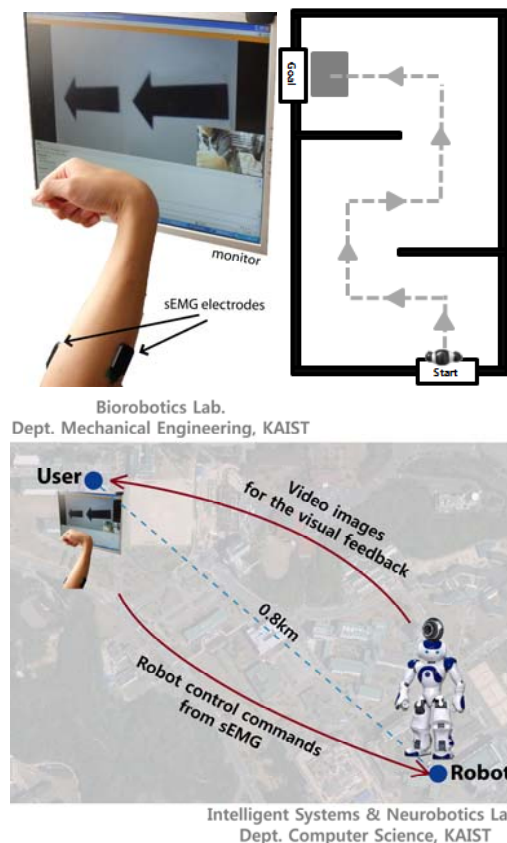 Goal
monitor
sEMG electrodes
Start
Biorobotics Lab.
Dept. Mechanical Engineering, KAIST
User
Video images
for the visual feedback
0.8km
Robot control commands
from sEMG
Robot
Intelligent Systems & Neurobotics La
Dept. Computer Science, KAIST